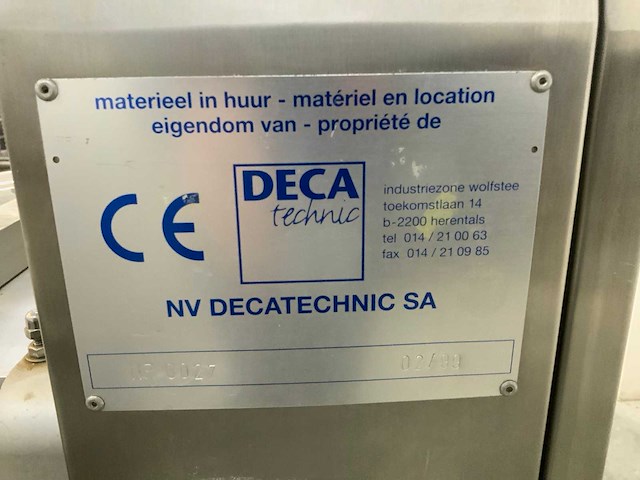 materieel in huur - matériel en location
eigendom van - propriété de
CE
DECA
technic
industriezone wolfstee
toekomstlaan 14
b-2200 herentals
tel 014 / 21 00 63
fax 014 / 21 09 85
NV DECATECHNIC SA